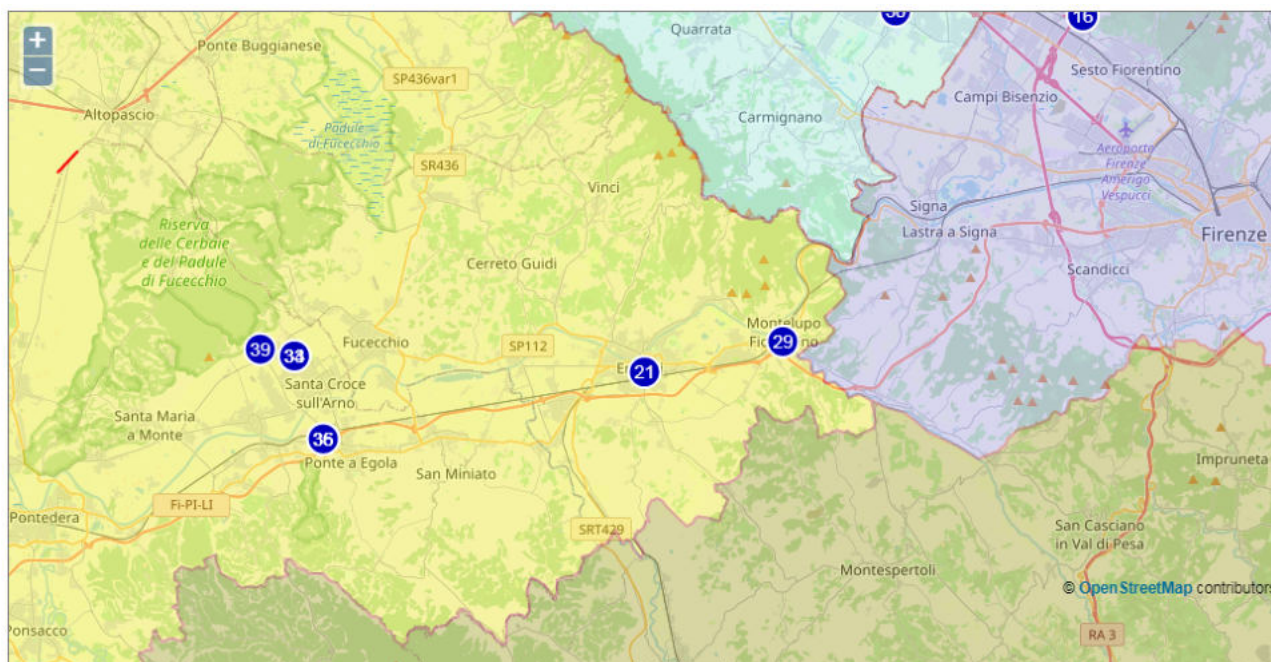 +
−
Quarrata
16
Ponte Buggianese
Sesto Fiorentino
SP436var1
Campi Bisenzio
Altopascio
Carmignano
Padule
di Fucecchio
Aeroporto
Firenze
Amerigo
Vespucci
SR436
Vinci
Signa
Riserva
delle Cerbaie
e del Padule
di Fucecchio
Lastra a Signa
Firenze
Cerreto Guidi
Scandicci
Montelupo
29
39
Fucecchio
SP112
21
Santa Croce
sull'Arno
Santa Maria
a Monte
Ponte a Egola
San Miniato
Impruneta
Fi-PI-LI
Pontedera
SRT429
San Casciano
in Val di Pesa
Montespertoli
© OpenStreetMap contributors
Ponsacco
RA 3